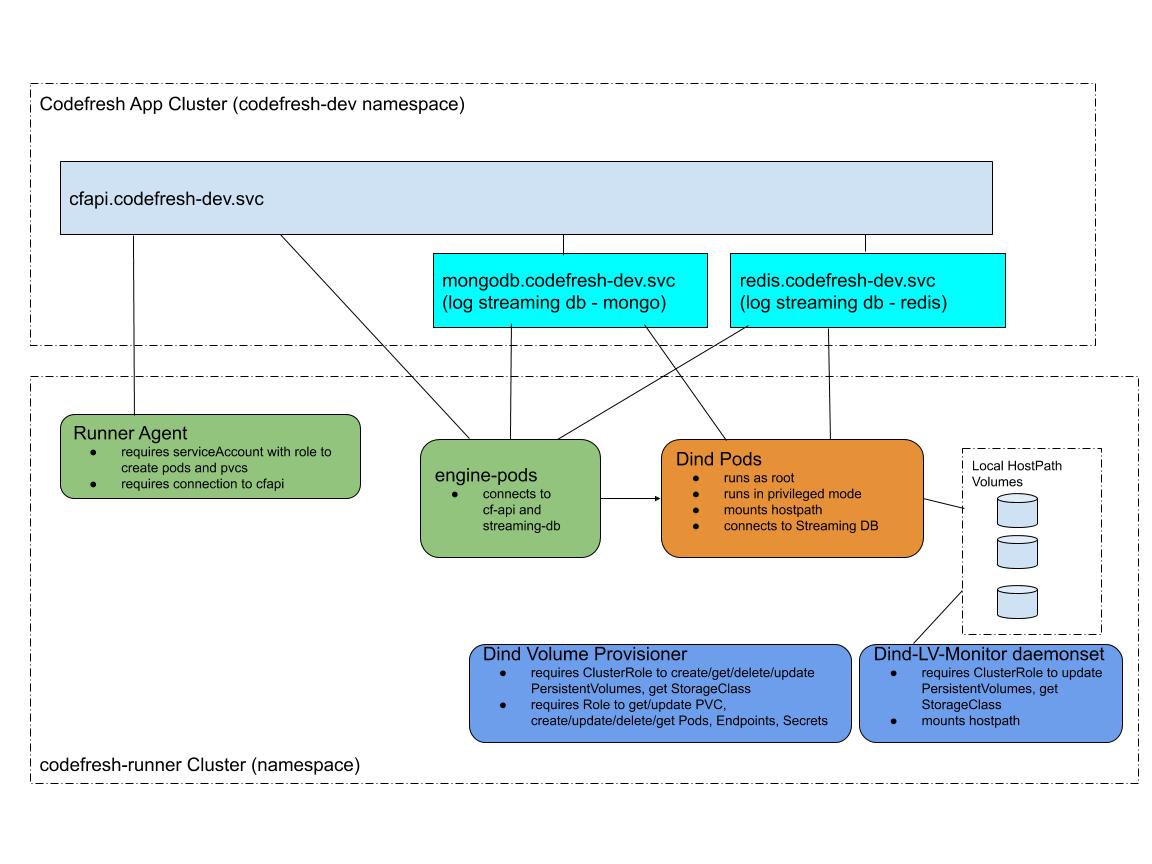 Codefresh App Cluster (codefresh-dev namespace)
cfapi.codefresh-dev.svc
mongodb.codefresh-dev.svc
(log streaming db - mongo)
redis.codefresh-dev.svc
(log streaming db - redis)
Runner Agent
● requires serviceAccount with role to
create pods and pvcs
● requires connection to cfapi
engine-pods
● connects to
cf-api and
streaming-db
Dind Pods
● runs as root
● runs in privileged mode
● mounts hostpath
● connects to Streaming DB
Local HostPath
Volumes
Dind Volume Provisioner
● requires ClusterRole to create/get/delete/update
PersistentVolumes, get StorageClass
● requires Role to get/update PVC,
create/update/delete/get Pods, Endpoints, Secrets
Dind-LV-Monitor daemonset
● requires ClusterRole to update
PersistentVolumes, get
StorageClass
● mounts hostpath
codefresh-runner Cluster (namespace)